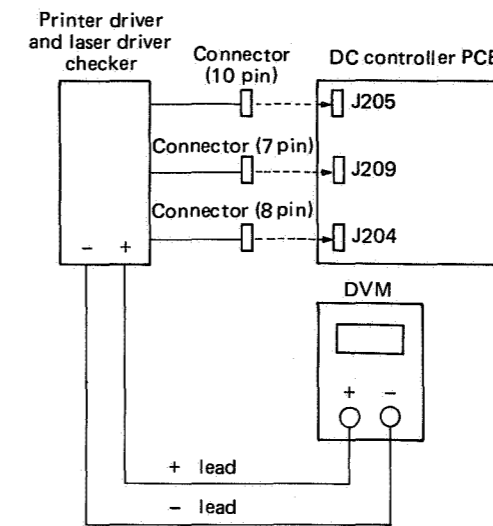 Printer driver
and laser driver
checker
Connector
(10 pin)
DC controller PCB
J205
Connector (7 pin)
J209
Connector (8 pin)
J204
− +
DVM
+ −
+ lead
− lead